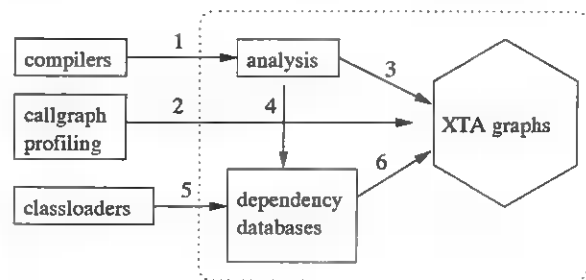 compilers
1
analysis
3
callgraph
profiling
2
4
XTA graphs
6
classloaders
5
dependency
databases